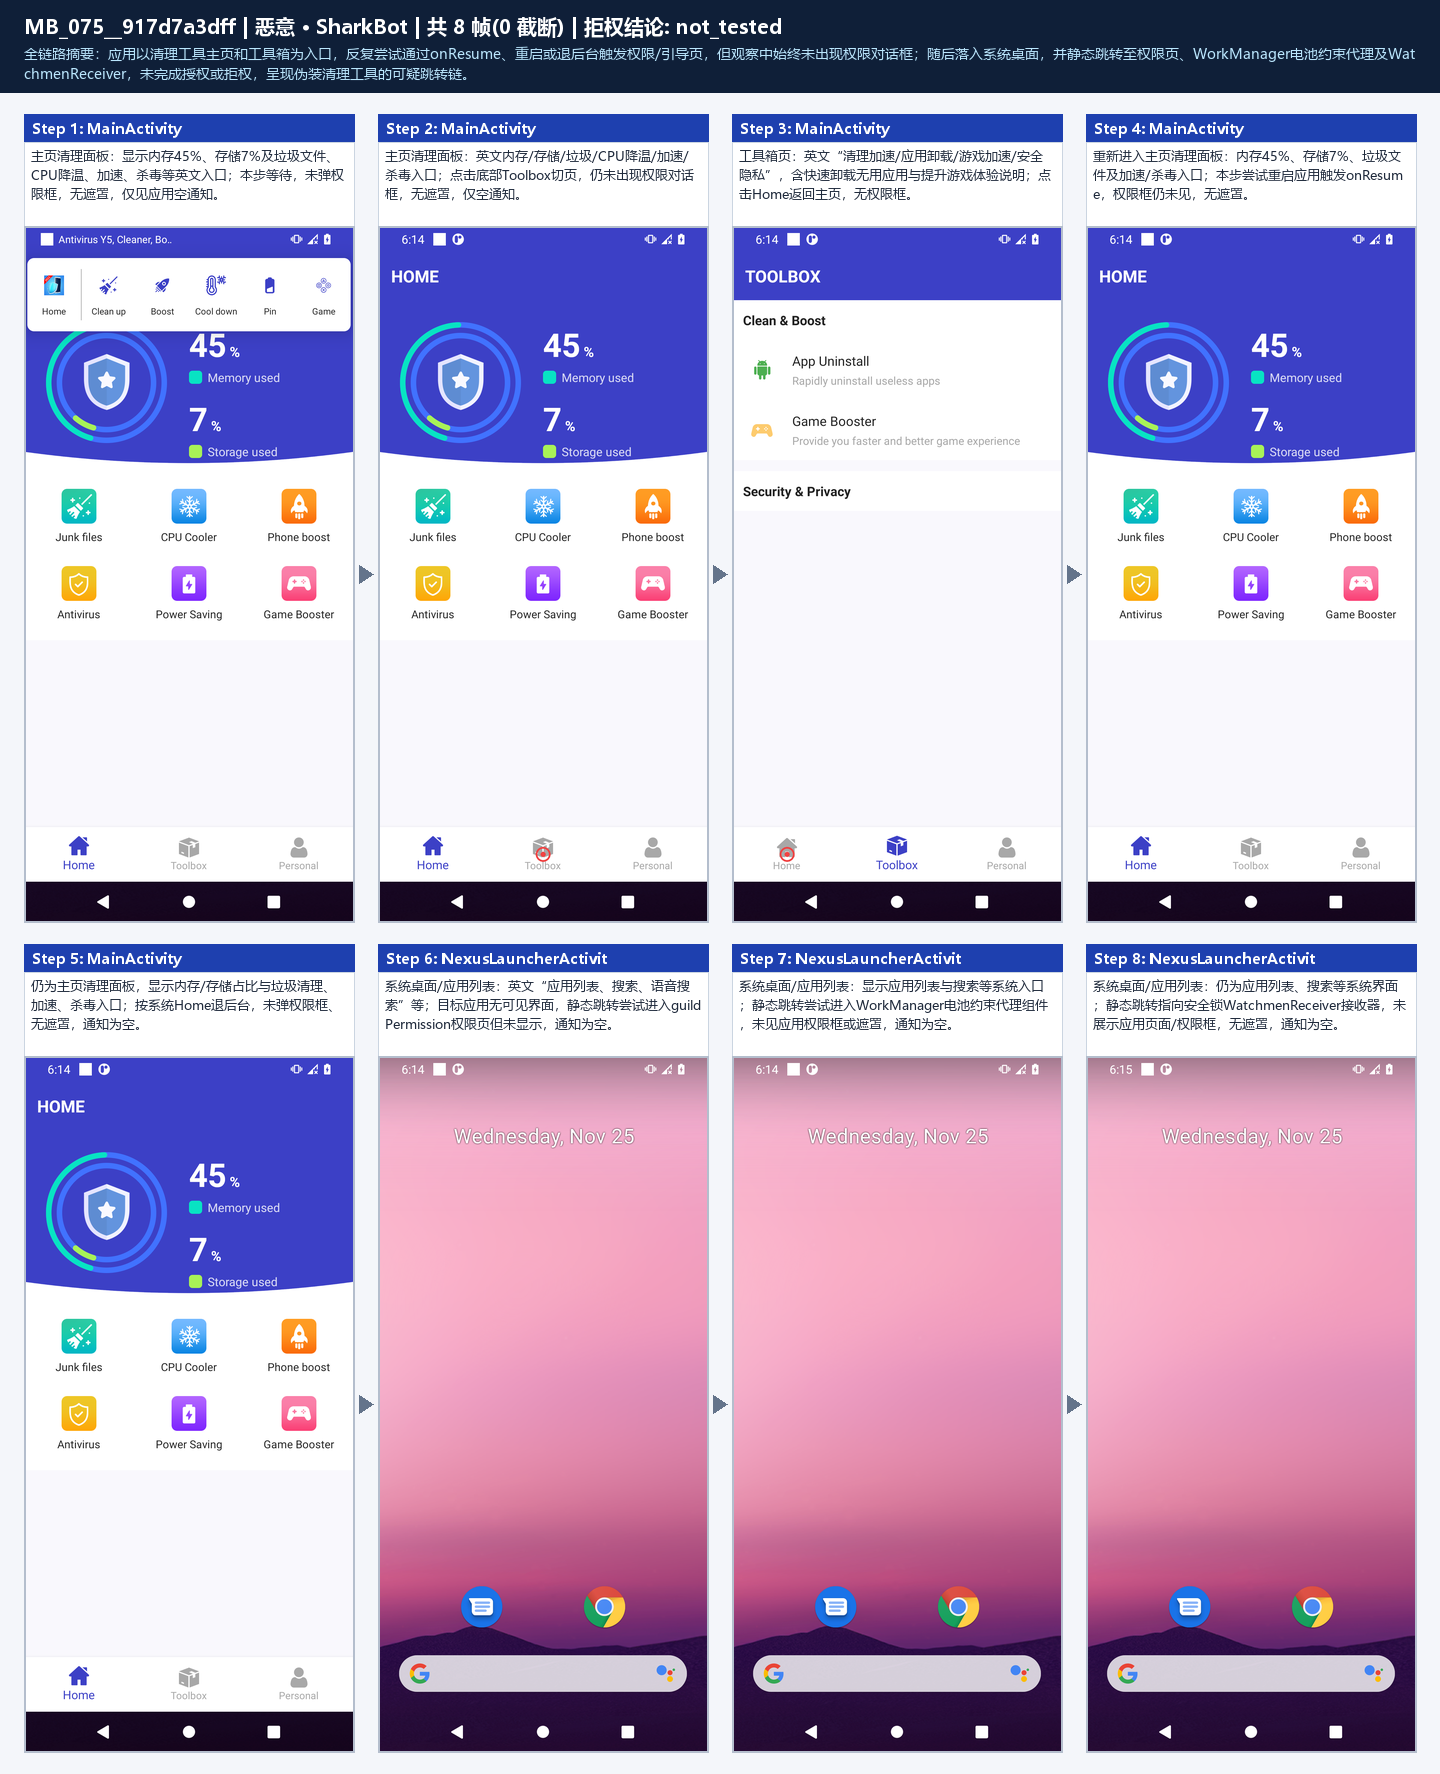 MB_075__917d7a3dff | 恶意 • SharkBot | 共 8 帧(0 截断) | 拒权结论: not_tested
全链路摘要：应用以清理工具主页和工具箱为入口，反复尝试通过onResume、重启或退后台触发权限/引导页，但观察中始终未出现权限对话框；随后落入系统桌面，并静态跳转至权限页、WorkManager电池约束代理及Wat
chmenReceiver，未完成授权或拒权，呈现伪装清理工具的可疑跳转链。
Step 1: MainActivity
主页清理面板：显示内存45%、存储7%及垃圾文件、
CPU降温、加速、杀毒等英文入口；本步等待，未弹权
限框，无遮罩，仅见应用空通知。
Antivirus Y5, Cleaner, Bo..
Home
Clean up
Boost
Cool down
Pin
Game
45 %
Memory used
7 %
Storage used
Junk files
CPU Cooler
Phone boost
Antivirus
Power Saving
Game Booster
Home
Toolbox
Personal
Step 2: MainActivity
主页清理面板：英文内存/存储/垃圾/CPU降温/加速/
杀毒入口；点击底部Toolbox切页，仍未出现权限对话
框，无遮罩，仅空通知。
6:14
HOME
45 %
Memory used
7 %
Storage used
Junk files
CPU Cooler
Phone boost
Antivirus
Power Saving
Game Booster
Home
Toolbox
Personal
Step 3: MainActivity
工具箱页：英文“清理加速/应用卸载/游戏加速/安全
隐私”，含快速卸载无用应用与提升游戏体验说明；点
击Home返回主页，无权限框。
6:14
TOOLBOX
Clean & Boost
App Uninstall
Rapidly uninstall useless apps
Game Booster
Provide you faster and better game experience
Security & Privacy
Home
Toolbox
Personal
Step 4: MainActivity
重新进入主页清理面板：内存45%、存储7%、垃圾文
件及加速/杀毒入口；本步尝试重启应用触发onResum
e，权限框仍未见，无遮罩。
6:14
HOME
45 %
Memory used
7 %
Storage used
Junk files
CPU Cooler
Phone boost
Antivirus
Power Saving
Game Booster
Home
Toolbox
Personal
Step 5: MainActivity
仍为主页清理面板，显示内存/存储占比与垃圾清理、
加速、杀毒入口；按系统Home退后台，未弹权限框、
无遮罩，通知为空。
6:14
HOME
45 %
Memory used
7 %
Storage used
Junk files
CPU Cooler
Phone boost
Antivirus
Power Saving
Game Booster
Home
Toolbox
Personal
Step 6: NexusLauncherActivit
系统桌面/应用列表：英文“应用列表、搜索、语音搜
索”等；目标应用无可见界面，静态跳转尝试进入guild
Permission权限页但未显示，通知为空。
6:14
Wednesday, Nov 25
Step 7: NexusLauncherActivit
系统桌面/应用列表：显示应用列表与搜索等系统入口
；静态跳转尝试进入WorkManager电池约束代理组件
，未见应用权限框或遮罩，通知为空。
6:14
Wednesday, Nov 25
Step 8: NexusLauncherActivit
系统桌面/应用列表：仍为应用列表、搜索等系统界面
；静态跳转指向安全锁WatchmenReceiver接收器，未
展示应用页面/权限框，无遮罩，通知为空。
6:15
Wednesday, Nov 25